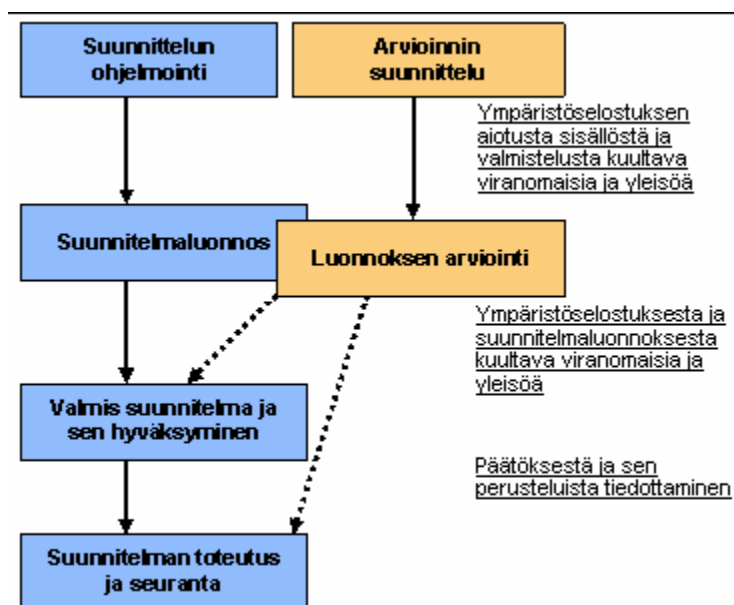 Suunnittelun
ohjelmointi
Arvioinnin
suunnittelu
Ympäristöselostuksen
aiotusta sisällöstä ja
valmistelusta kuultava
viranomaisia ja yleisöä
Suunnitelmaluonnos
Luonnoksen arviointi
Ympäristöselostuksesta ja
suunnitelmaluonnoksesta
kuultava viranomaisia ja
yleisöä
Valmis suunnitelma ja
sen hyväksyminen
Päätöksestä ja sen
perusteluista tiedottaminen
Suunnitelman toteutus
ja seuranta